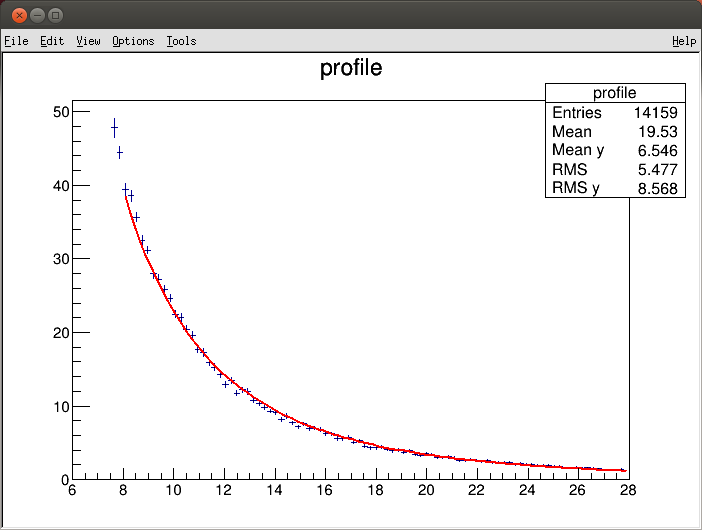 File Edit View Options Tools Help
profile
profile
Entries 14159
Mean 19.53
Mean y 6.546
RMS 5.477
RMS y 8.568
50
40
30
20
10
0
6 8 10 12 14 16 18 20 22 24 26 28